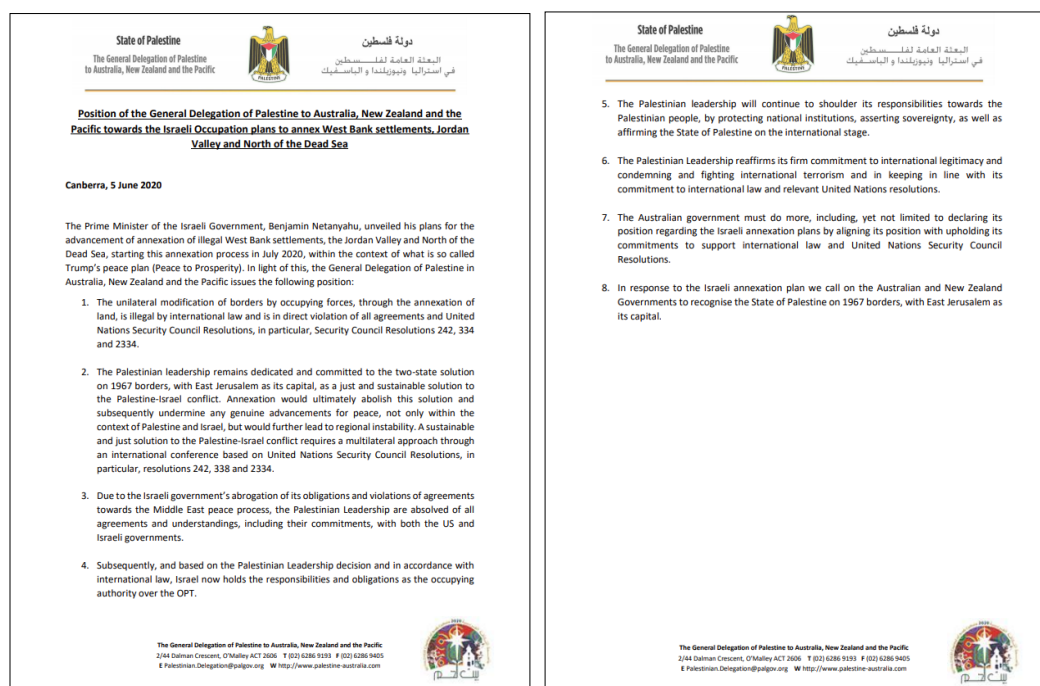 State of Palestine
The General Delegation of Palestine
to Australia, New Zealand and the Pacific
PALESTINE
دولة فلسطين
البعثة العامة لفلـــــسطين
في استراليا ونيوزيلندا و الباســفيك
Position of the General Delegation of Palestine to Australia, New Zealand and the
Pacific towards the Israeli Occupation plans to annex West Bank settlements, Jordan
Valley and North of the Dead Sea
Canberra, 5 June 2020
The Prime Minister of the Israeli Government, Benjamin Netanyahu, unveiled his plans for the
advancement of annexation of illegal West Bank settlements, the Jordan Valley and North of the
Dead Sea, starting this annexation process in July 2020, within the context of what is so called
Trump's peace plan (Peace to Prosperity). In light of this, the General Delegation of Palestine in
Australia, New Zealand and the Pacific issues the following position:
1. The unilateral modification of borders by occupying forces, through the annexation of
land, is illegal by international law and is in direct violation of all agreements and United
Nations Security Council Resolutions, in particular, Security Council Resolutions 242, 334
and 2334.
2. The Palestinian leadership remains dedicated and committed to the two-state solution
on 1967 borders, with East Jerusalem as its capital, as a just and sustainable solution to
the Palestine-Israel conflict. Annexation would ultimately abolish this solution and
subsequently undermine any genuine advancements for peace, not only within the
context of Palestine and Israel, but would further lead to regional instability. A sustainable
and just solution to the Palestine-Israel conflict requires a multilateral approach through
an international conference based on United Nations Security Council Resolutions, in
particular, resolutions 242, 338 and 2334.
3. Due to the Israeli government's abrogation of its obligations and violations of agreements
towards the Middle East peace process, the Palestinian Leadership are absolved of all
agreements and understandings, including their commitments, with both the US and
Israeli governments.
4. Subsequently, and based on the Palestinian Leadership decision and in accordance with
international law, Israel now holds the responsibilities and obligations as the occupying
authority over the OPT.
The General Delegation of Palestine to Australia, New Zealand and the Pacific
2/44 Dalman Crescent, O'Malley ACT 2606 T (02) 6286 9193 F (02) 6286 9405
E Palestinian.Delegation@palgov.org W http://www.palestine-australia.com
2020
بيت لحم
State of Palestine
The General Delegation of Palestine
to Australia, New Zealand and the Pacific
PALESTINE
دولة فلسطين
البعثة العامة لفلـــــسطين
في استراليا ونيوزيلندا و الباســفيك
5. The Palestinian leadership will continue to shoulder its responsibilities towards the
Palestinian people, by protecting national institutions, asserting sovereignty, as well as
affirming the State of Palestine on the international stage.
6. The Palestinian Leadership reaffirms its firm commitment to international legitimacy and
condemning and fighting international terrorism and in keeping in line with its
commitment to international law and relevant United Nations resolutions.
7. The Australian government must do more, including, yet not limited to declaring its
position regarding the Israeli annexation plans by aligning its position with upholding its
commitments to support international law and United Nations Security Council
Resolutions.
8. In response to the Israeli annexation plan we call on the Australian and New Zealand
Governments to recognise the State of Palestine on 1967 borders, with East Jerusalem as
its capital.
The General Delegation of Palestine to Australia, New Zealand and the Pacific
2/44 Dalman Crescent, O'Malley ACT 2606 T (02) 6286 9193 F (02) 6286 9405
E Palestinian.Delegation@palgov.org W http://www.palestine-australia.com
2020
بيت لحم